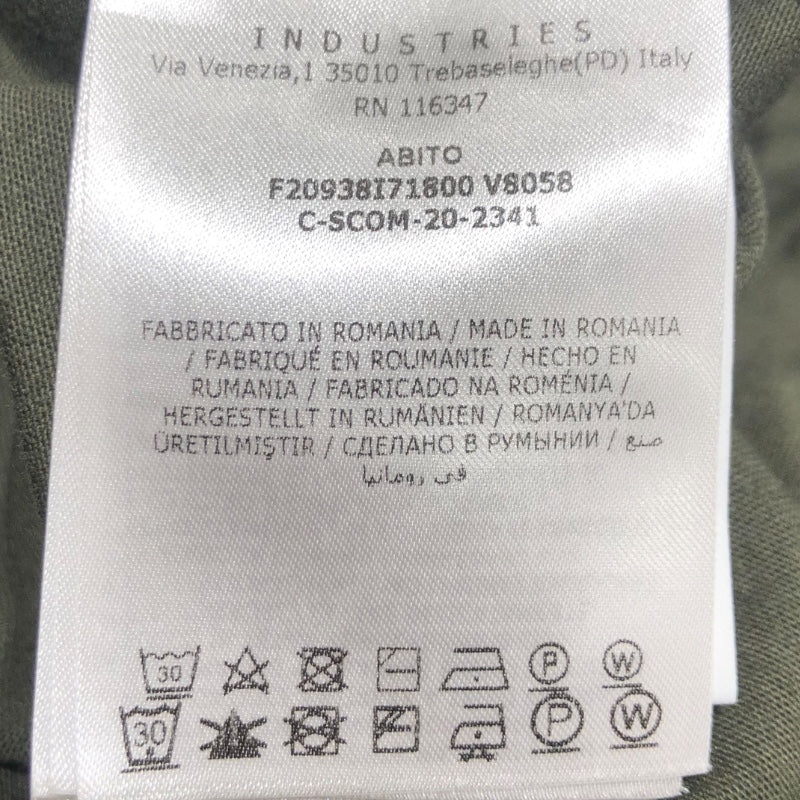 INDUSTRIES
Via Venezia,1 35010 Trebaseleghe(PD) Italy
RN 116347
ABITO
F20938I71800 V8058
C-SCOM-20-2341
FABBRICATO IN ROMANIA / MADE IN ROMANIA
/ FABRIQUÉ EN ROUMANIE / HECHO EN
RUMANIA / FABRICADO NA ROMÉNIA /
HERGESTELLT IN RUMÄNIEN / ROMANYA'DA
ÜRETILMIŞTIR / СДЕЛАНО В РУМЫНИИ / صنع
في رومانيا
30 P W
30 P W